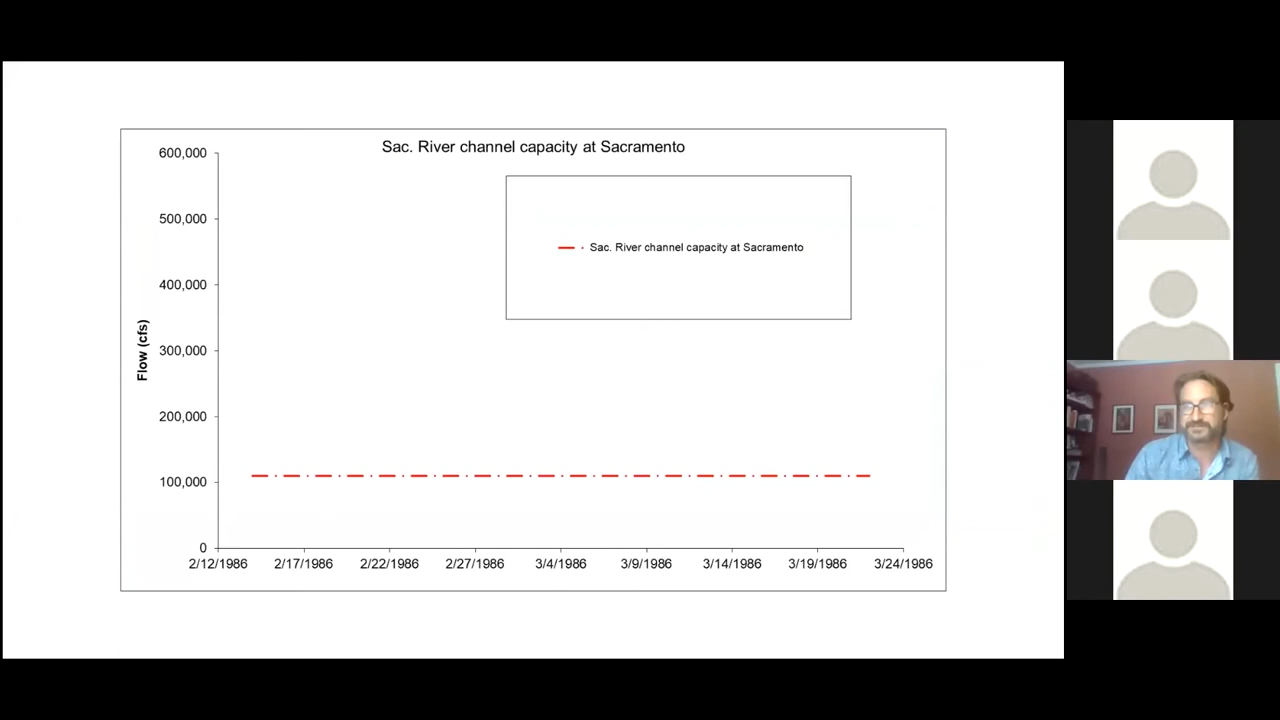 Sac. River channel capacity at Sacramento
600,000
500,000
400,000
300,000
200,000
100,000
0
Flow (cfs)
Sac. River channel capacity at Sacramento
2/12/1986 2/17/1986 2/22/1986 2/27/1986 3/4/1986 3/9/1986 3/14/1986 3/19/1986 3/24/1986